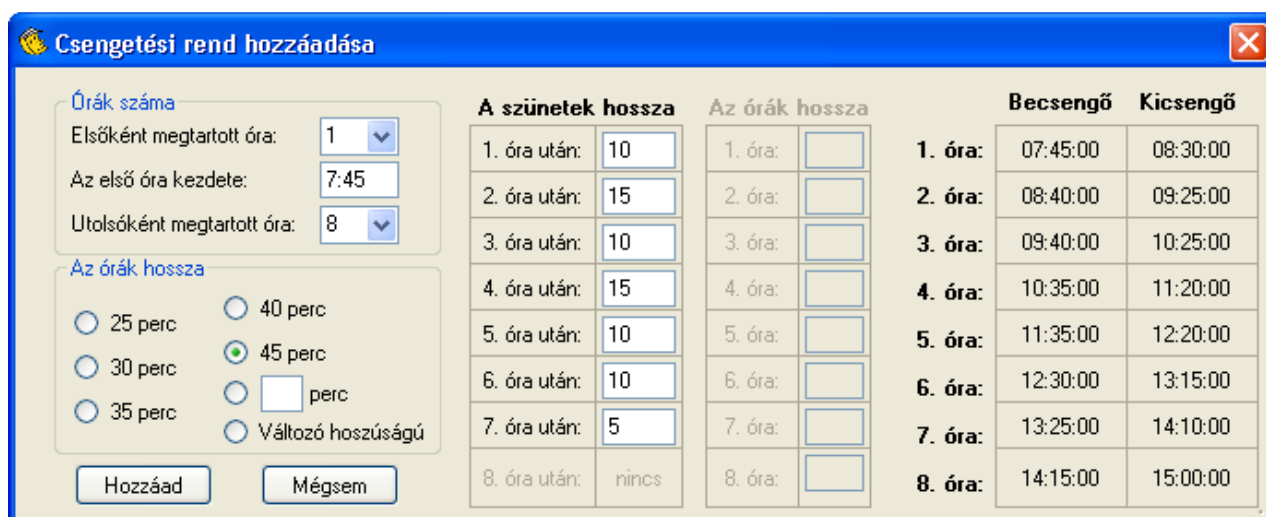 Csengetési rend hozzáadása
Órák száma
Elsőként megtartott óra: 1
Az első óra kezdete: 7:45
Utolsóként megtartott óra: 8
Az órák hossza
25 perc
30 perc
35 perc
40 perc
45 perc
perc
Változó hoszúságú
Hozzáad Mégsem
A szünetek hossza
1. óra után: 10
2. óra után: 15
3. óra után: 10
4. óra után: 15
5. óra után: 10
6. óra után: 10
7. óra után: 5
8. óra után: nincs
Az órák hossza
1. óra:
2. óra:
3. óra:
4. óra:
5. óra:
6. óra:
7. óra:
8. óra:
Becsengő Kicsengő
1. óra: 07:45:00 08:30:00
2. óra: 08:40:00 09:25:00
3. óra: 09:40:00 10:25:00
4. óra: 10:35:00 11:20:00
5. óra: 11:35:00 12:20:00
6. óra: 12:30:00 13:15:00
7. óra: 13:25:00 14:10:00
8. óra: 14:15:00 15:00:00